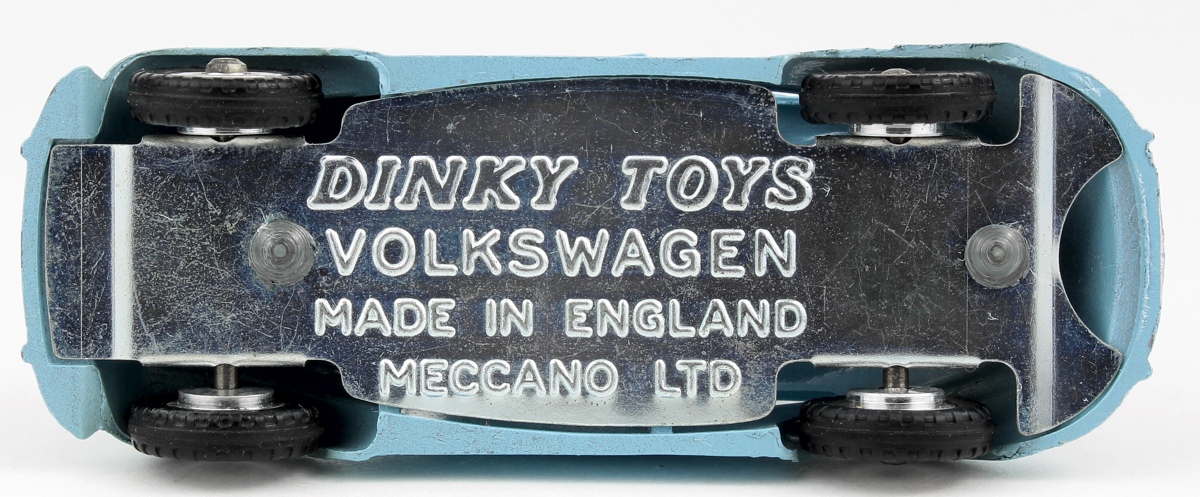 DINKY TOYS
VOLKSWAGEN
MADE IN ENGLAND
MECCANO LTD